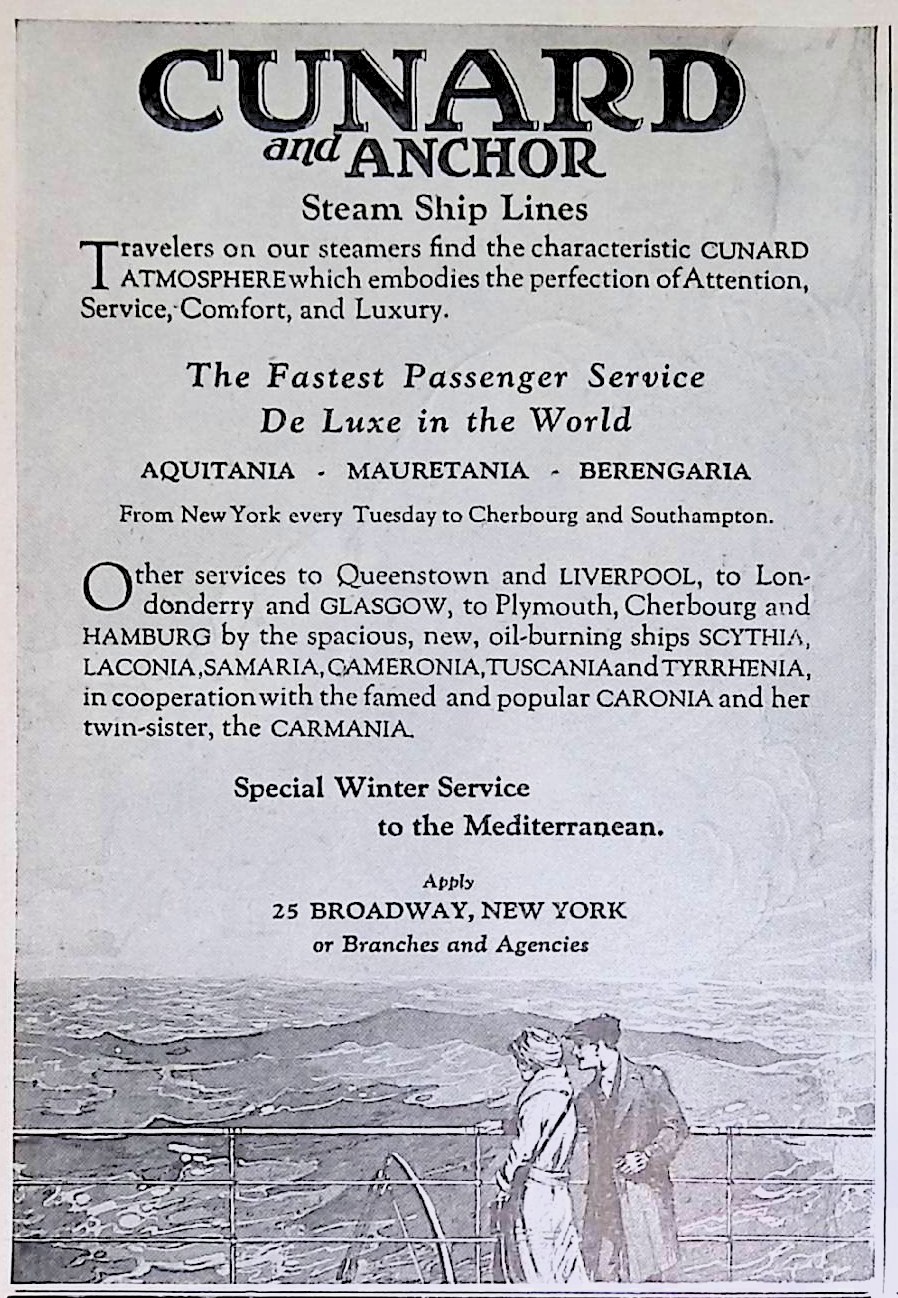 CUNARD
and ANCHOR
Steam Ship Lines
Travelers on our steamers find the characteristic CUNARD
ATMOSPHERE which embodies the perfection of Attention,
Service, Comfort, and Luxury.
The Fastest Passenger Service
De Luxe in the World
AQUITANIA - MAURETANIA - BERENGARIA
From New York every Tuesday to Cherbourg and Southampton.
Other services to Queenstown and LIVERPOOL, to Lon-
donderry and GLASGOW, to Plymouth, Cherbourg and
HAMBURG by the spacious, new, oil-burning ships SCYTHIA,
LACONIA, SAMARIA, CAMERONIA, TUSCANIA and TYRRHENIA,
in cooperation with the famed and popular CARONIA and her
twin-sister, the CARMANIA.
Special Winter Service
to the Mediterranean.
Apply
25 BROADWAY, NEW YORK
or Branches and Agencies